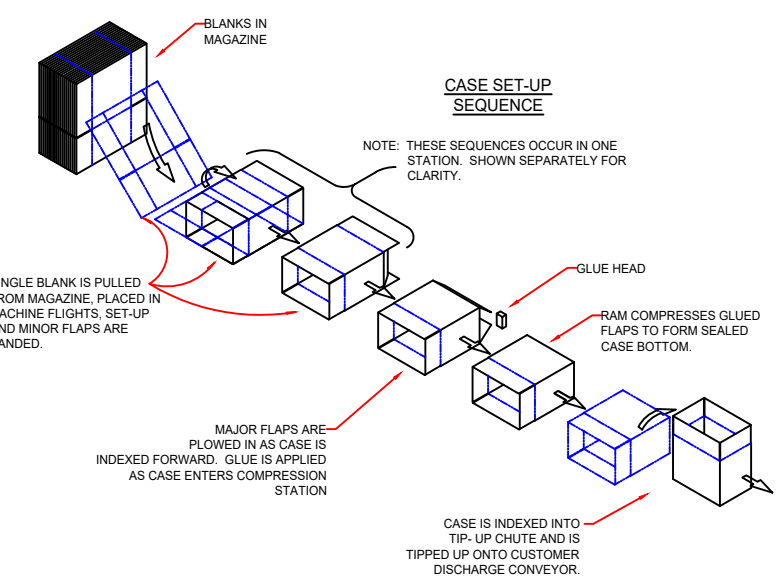 BLANKS IN
MAGAZINE
CASE SET-UP
SEQUENCE
NOTE: THESE SEQUENCES OCCUR IN ONE
STATION. SHOWN SEPARATELY FOR
CLARITY.
NGLE BLANK IS PULLED
ROM MAGAZINE, PLACED IN
ACHINE FLIGHTS, SET-UP
ND MINOR FLAPS ARE
ANDED.
GLUE HEAD
RAM COMPRESSES GLUED
FLAPS TO FORM SEALED
CASE BOTTOM.
MAJOR FLAPS ARE
PLOWED IN AS CASE IS
INDEXED FORWARD. GLUE IS APPLIED
AS CASE ENTERS COMPRESSION
STATION
CASE IS INDEXED INTO
TIP- UP CHUTE AND IS
TIPPED UP ONTO CUSTOMER
DISCHARGE CONVEYOR.